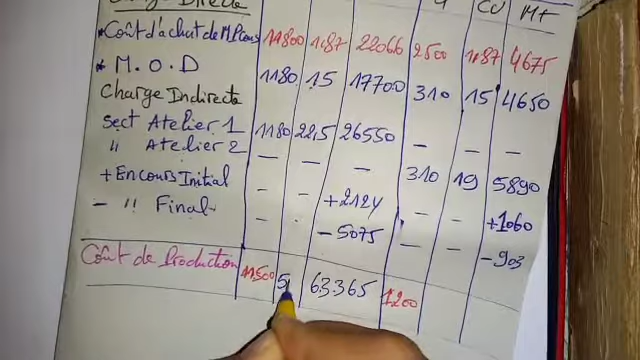 Charge Directe Q CU Mt
* Coût d'achat de M.P Cons 11800 1.87 22066 2500 1.87 4675
* M.O.D 1180 15 17700 310 15 4650
Charge Indirecte
sect Atelier 1 1180 22.5 26550 - - -
" Atelier 2 - - - 310 19 5890
+ Encours Initial - - +2124 - - +1060
- " Final - - 5075 - - - 903
Coût de Production 11500 5, 63365 1200